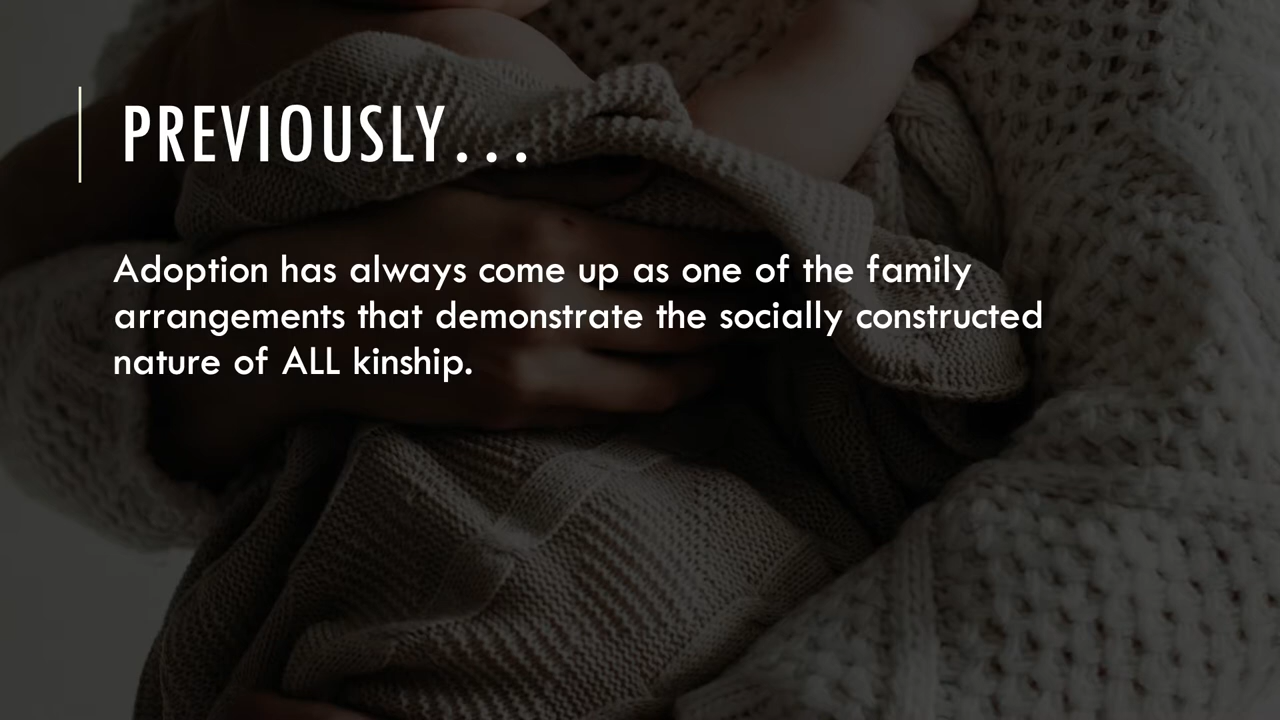 PREVIOUSLY...
Adoption has always come up as one of the family
arrangements that demonstrate the socially constructed
nature of ALL kinship.